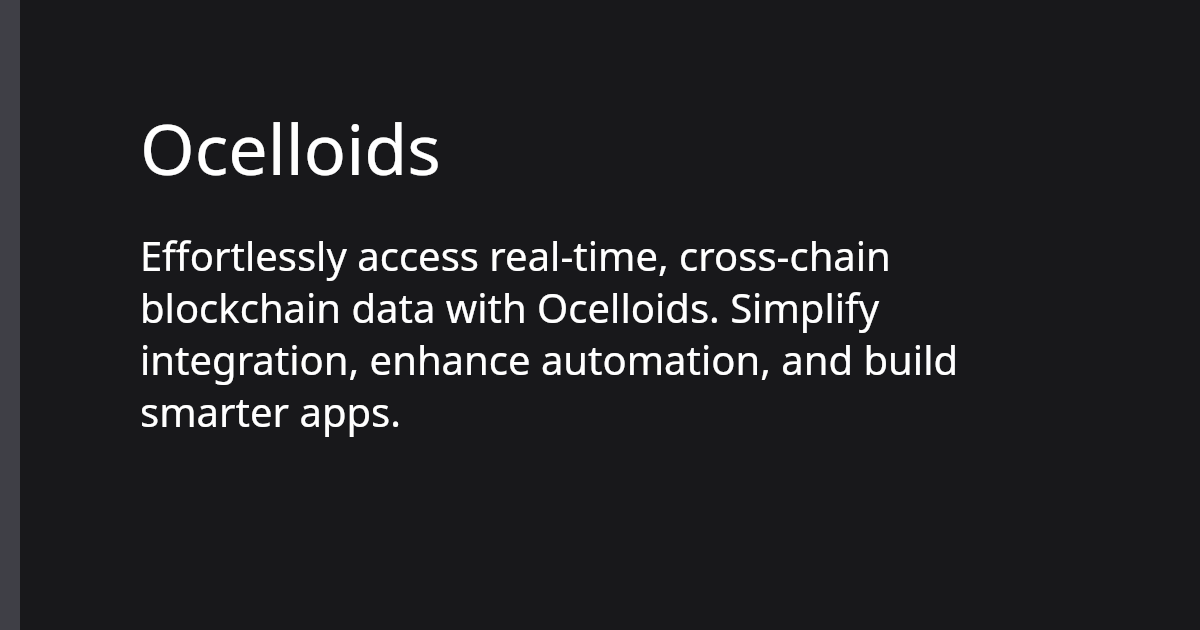 Ocelloids
Effortlessly access real-time, cross-chain
blockchain data with Ocelloids. Simplify
integration, enhance automation, and build
smarter apps.